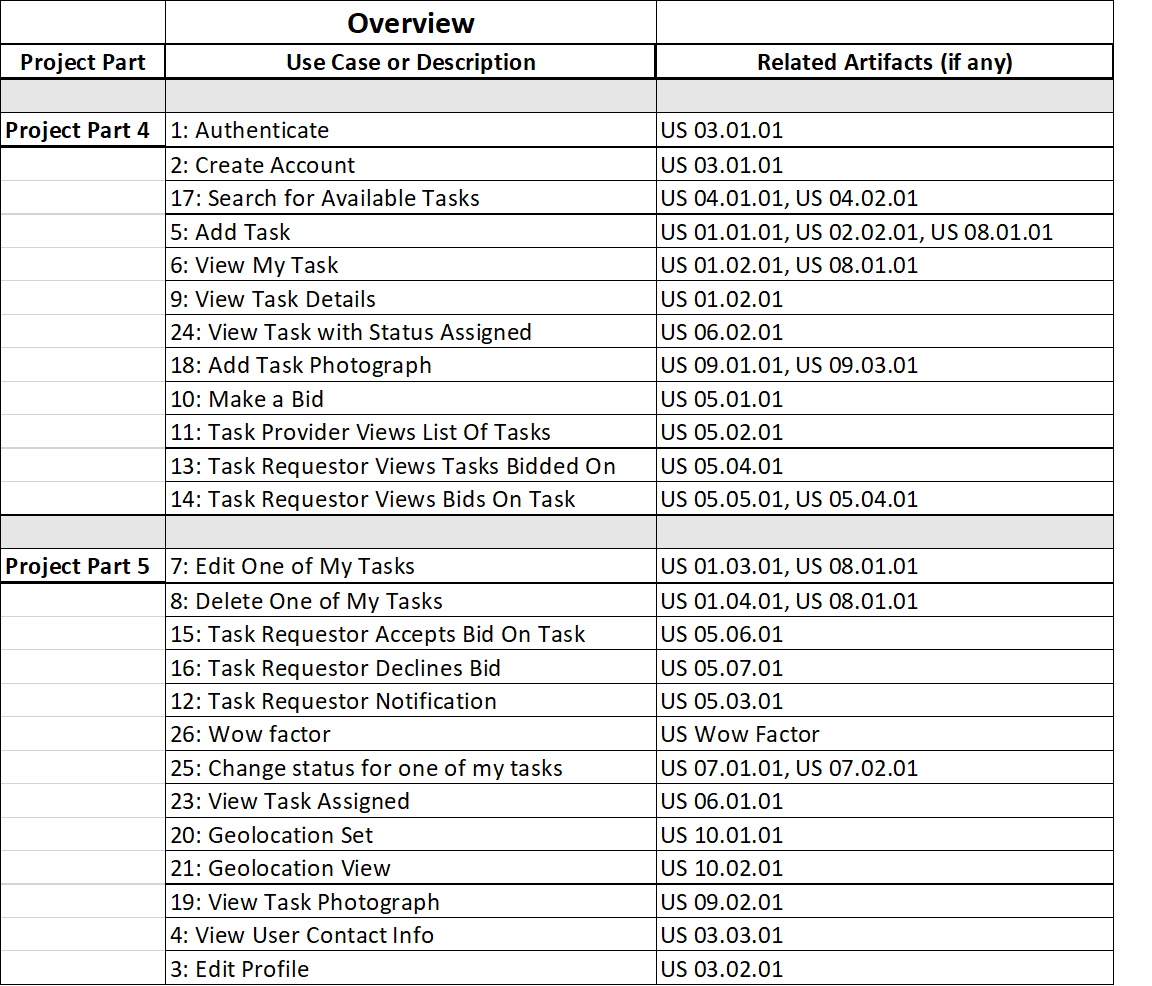 Overview
Project Part Use Case or Description Related Artifacts (if any)
Project Part 4 1: Authenticate US 03.01.01
2: Create Account US 03.01.01
17: Search for Available Tasks US 04.01.01, US 04.02.01
5: Add Task US 01.01.01, US 02.02.01, US 08.01.01
6: View My Task US 01.02.01, US 08.01.01
9: View Task Details US 01.02.01
24: View Task with Status Assigned US 06.02.01
18: Add Task Photograph US 09.01.01, US 09.03.01
10: Make a Bid US 05.01.01
11: Task Provider Views List Of Tasks US 05.02.01
13: Task Requestor Views Tasks Bidded On US 05.04.01
14: Task Requestor Views Bids On Task US 05.05.01, US 05.04.01
Project Part 5 7: Edit One of My Tasks US 01.03.01, US 08.01.01
8: Delete One of My Tasks US 01.04.01, US 08.01.01
15: Task Requestor Accepts Bid On Task US 05.06.01
16: Task Requestor Declines Bid US 05.07.01
12: Task Requestor Notification US 05.03.01
26: Wow factor US Wow Factor
25: Change status for one of my tasks US 07.01.01, US 07.02.01
23: View Task Assigned US 06.01.01
20: Geolocation Set US 10.01.01
21: Geolocation View US 10.02.01
19: View Task Photograph US 09.02.01
4: View User Contact Info US 03.03.01
3: Edit Profile US 03.02.01